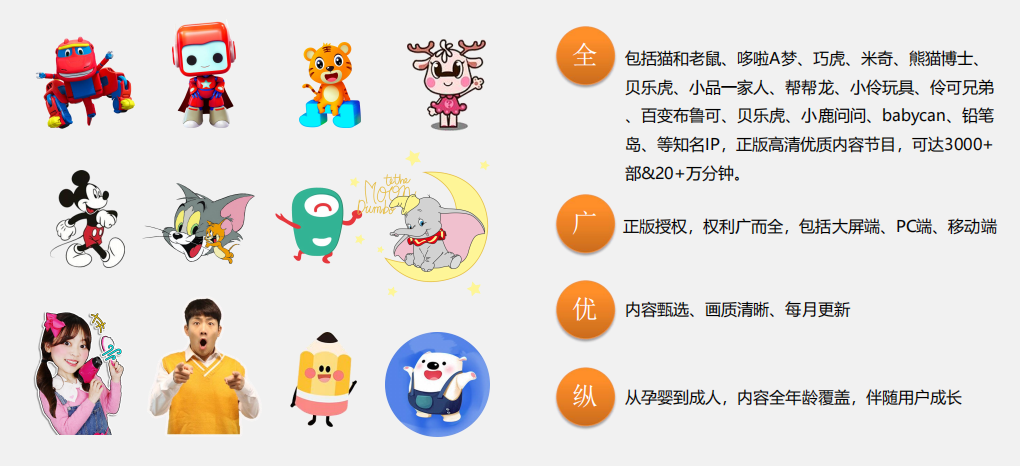 全
包括猫和老鼠、哆啦A梦、巧虎、米奇、熊猫博士、
贝乐虎、小品一家人、帮帮龙、小伶玩具、伶可兄弟
、百变布鲁可、贝乐虎、小鹿问问、babycan、铅笔
岛、等知名IP，正版高清优质内容节目，可达3000+
部&20+万分钟。
tothe
Moon
Dumbo
广
正版授权，权利广而全，包括大屏端、PC端、移动端
优
内容甄选、画质清晰、每月更新
纵
从孕婴到成人，内容全年龄覆盖，伴随用户成长